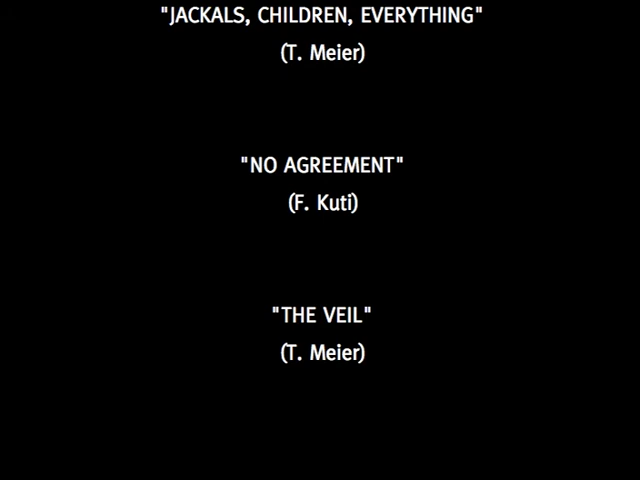 "JACKALS, CHILDREN, EVERYTHING"
(T. Meier)
"NO AGREEMENT"
(F. Kuti)
"THE VEIL"
(T. Meier)